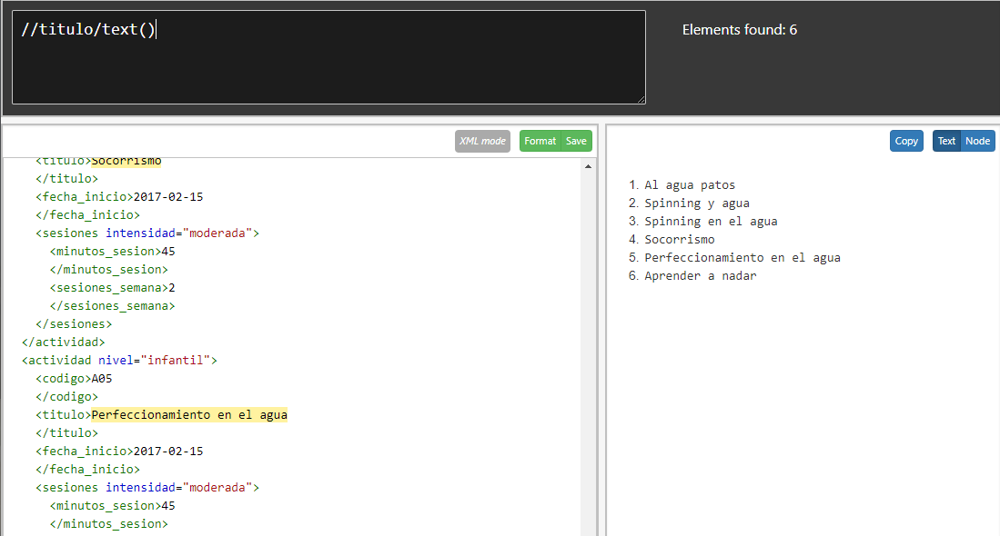 //titulo/text()
Elements found: 6
XML mode
Format
Save
Copy
Text
Node
<titulo>Socorrismo
</titulo>
<fecha_inicio>2017-02-15
</fecha_inicio>
<sesiones intensidad="moderada">
<minutos_sesion>45
</minutos_sesion>
<sesiones_semana>2
</sesiones_semana>
</sesiones>
</actividad>
<actividad nivel="infantil">
<codigo>A05
</codigo>
<titulo>Perfeccionamiento en el agua
</titulo>
<fecha_inicio>2017-02-15
</fecha_inicio>
<sesiones intensidad="moderada">
<minutos_sesion>45
</minutos_sesion>
1. Al agua patos
2. Spinning y agua
3. Spinning en el agua
4. Socorrismo
5. Perfeccionamiento en el agua
6. Aprender a nadar